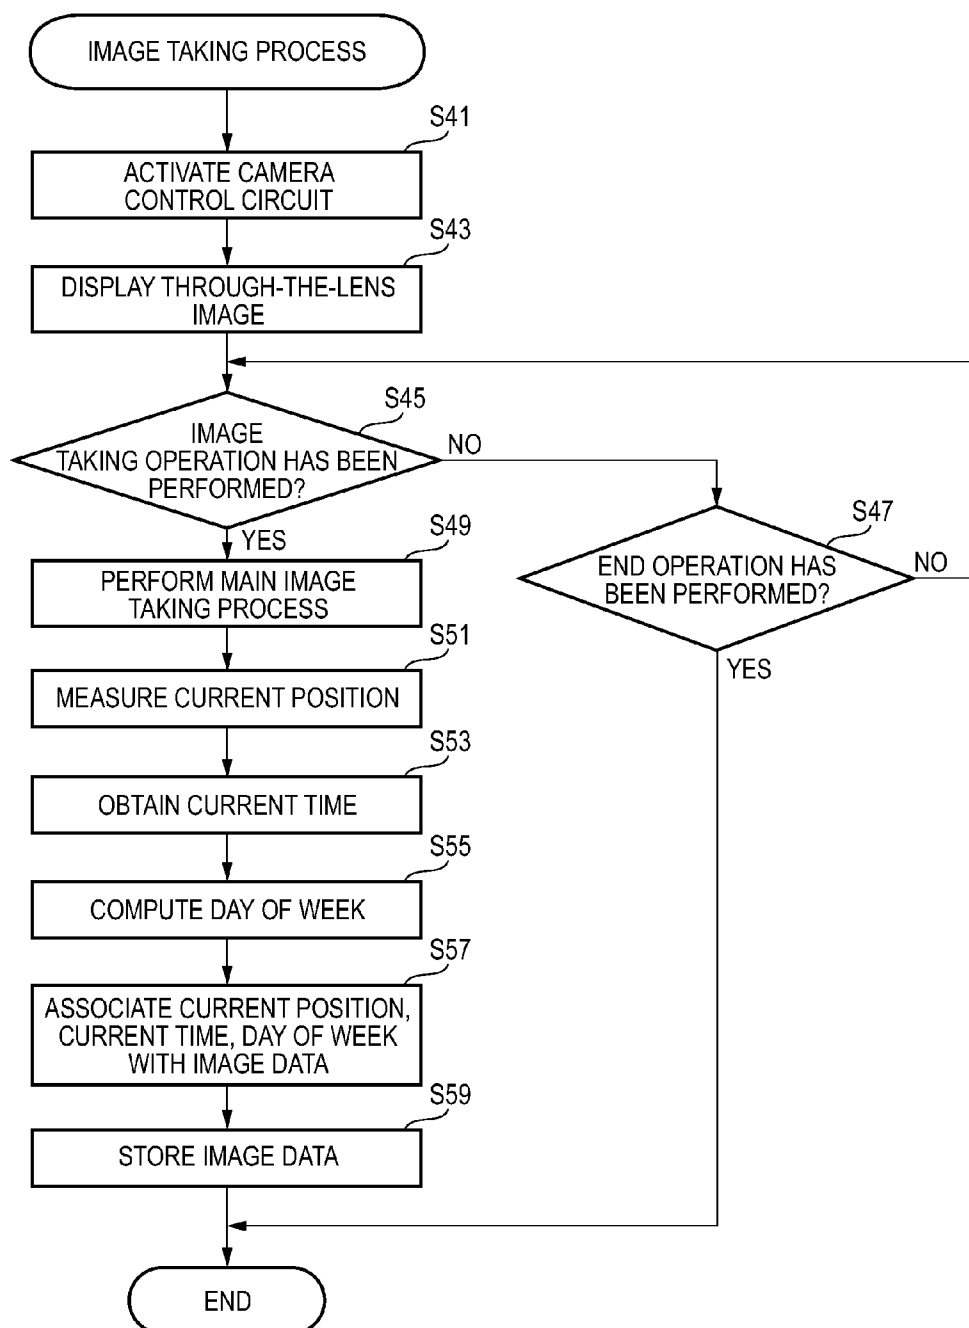 IMAGE TAKING PROCESS
S41
ACTIVATE CAMERA
CONTROL CIRCUIT
S43
DISPLAY THROUGH-THE-LENS
IMAGE
S45
IMAGE
TAKING OPERATION HAS BEEN
PERFORMED?
NO
YES
S47
END OPERATION HAS
BEEN PERFORMED?
NO
YES
S49
PERFORM MAIN IMAGE
TAKING PROCESS
S51
MEASURE CURRENT POSITION
S53
OBTAIN CURRENT TIME
S55
COMPUTE DAY OF WEEK
S57
ASSOCIATE CURRENT POSITION,
CURRENT TIME, DAY OF WEEK
WITH IMAGE DATA
S59
STORE IMAGE DATA
END